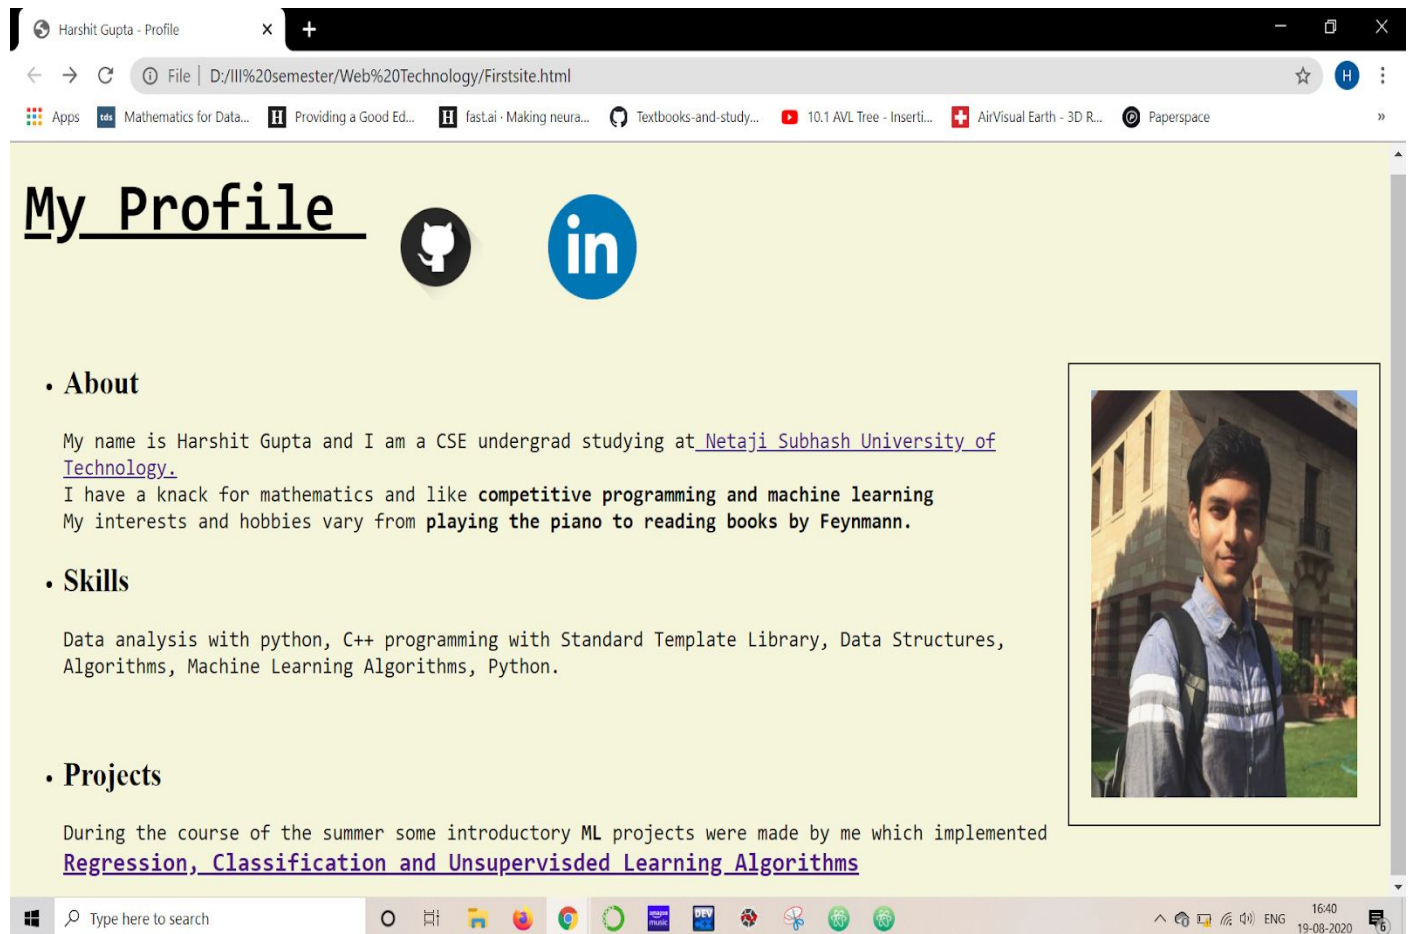 Harshit Gupta - Profile
File | D:/III%20semester/Web%20Technology/Firstsite.html
H
Apps
tds Mathematics for Data...
H Providing a Good Ed...
H fast.ai · Making neura...
Textbooks-and-study...
10.1 AVL Tree - Inserti...
AirVisual Earth - 3D R...
Paperspace
»
My Profile
in
• About
My name is Harshit Gupta and I am a CSE undergrad studying at Netaji Subhash University of
Technology.
I have a knack for mathematics and like competitive programming and machine learning
My interests and hobbies vary from playing the piano to reading books by Feynmann.
• Skills
Data analysis with python, C++ programming with Standard Template Library, Data Structures,
Algorithms, Machine Learning Algorithms, Python.
• Projects
During the course of the summer some introductory ML projects were made by me which implemented
Regression, Classification and Unsupervisded Learning Algorithms
Type here to search
amazon
music
DEV
ENG
16:40
19-08-2020
6